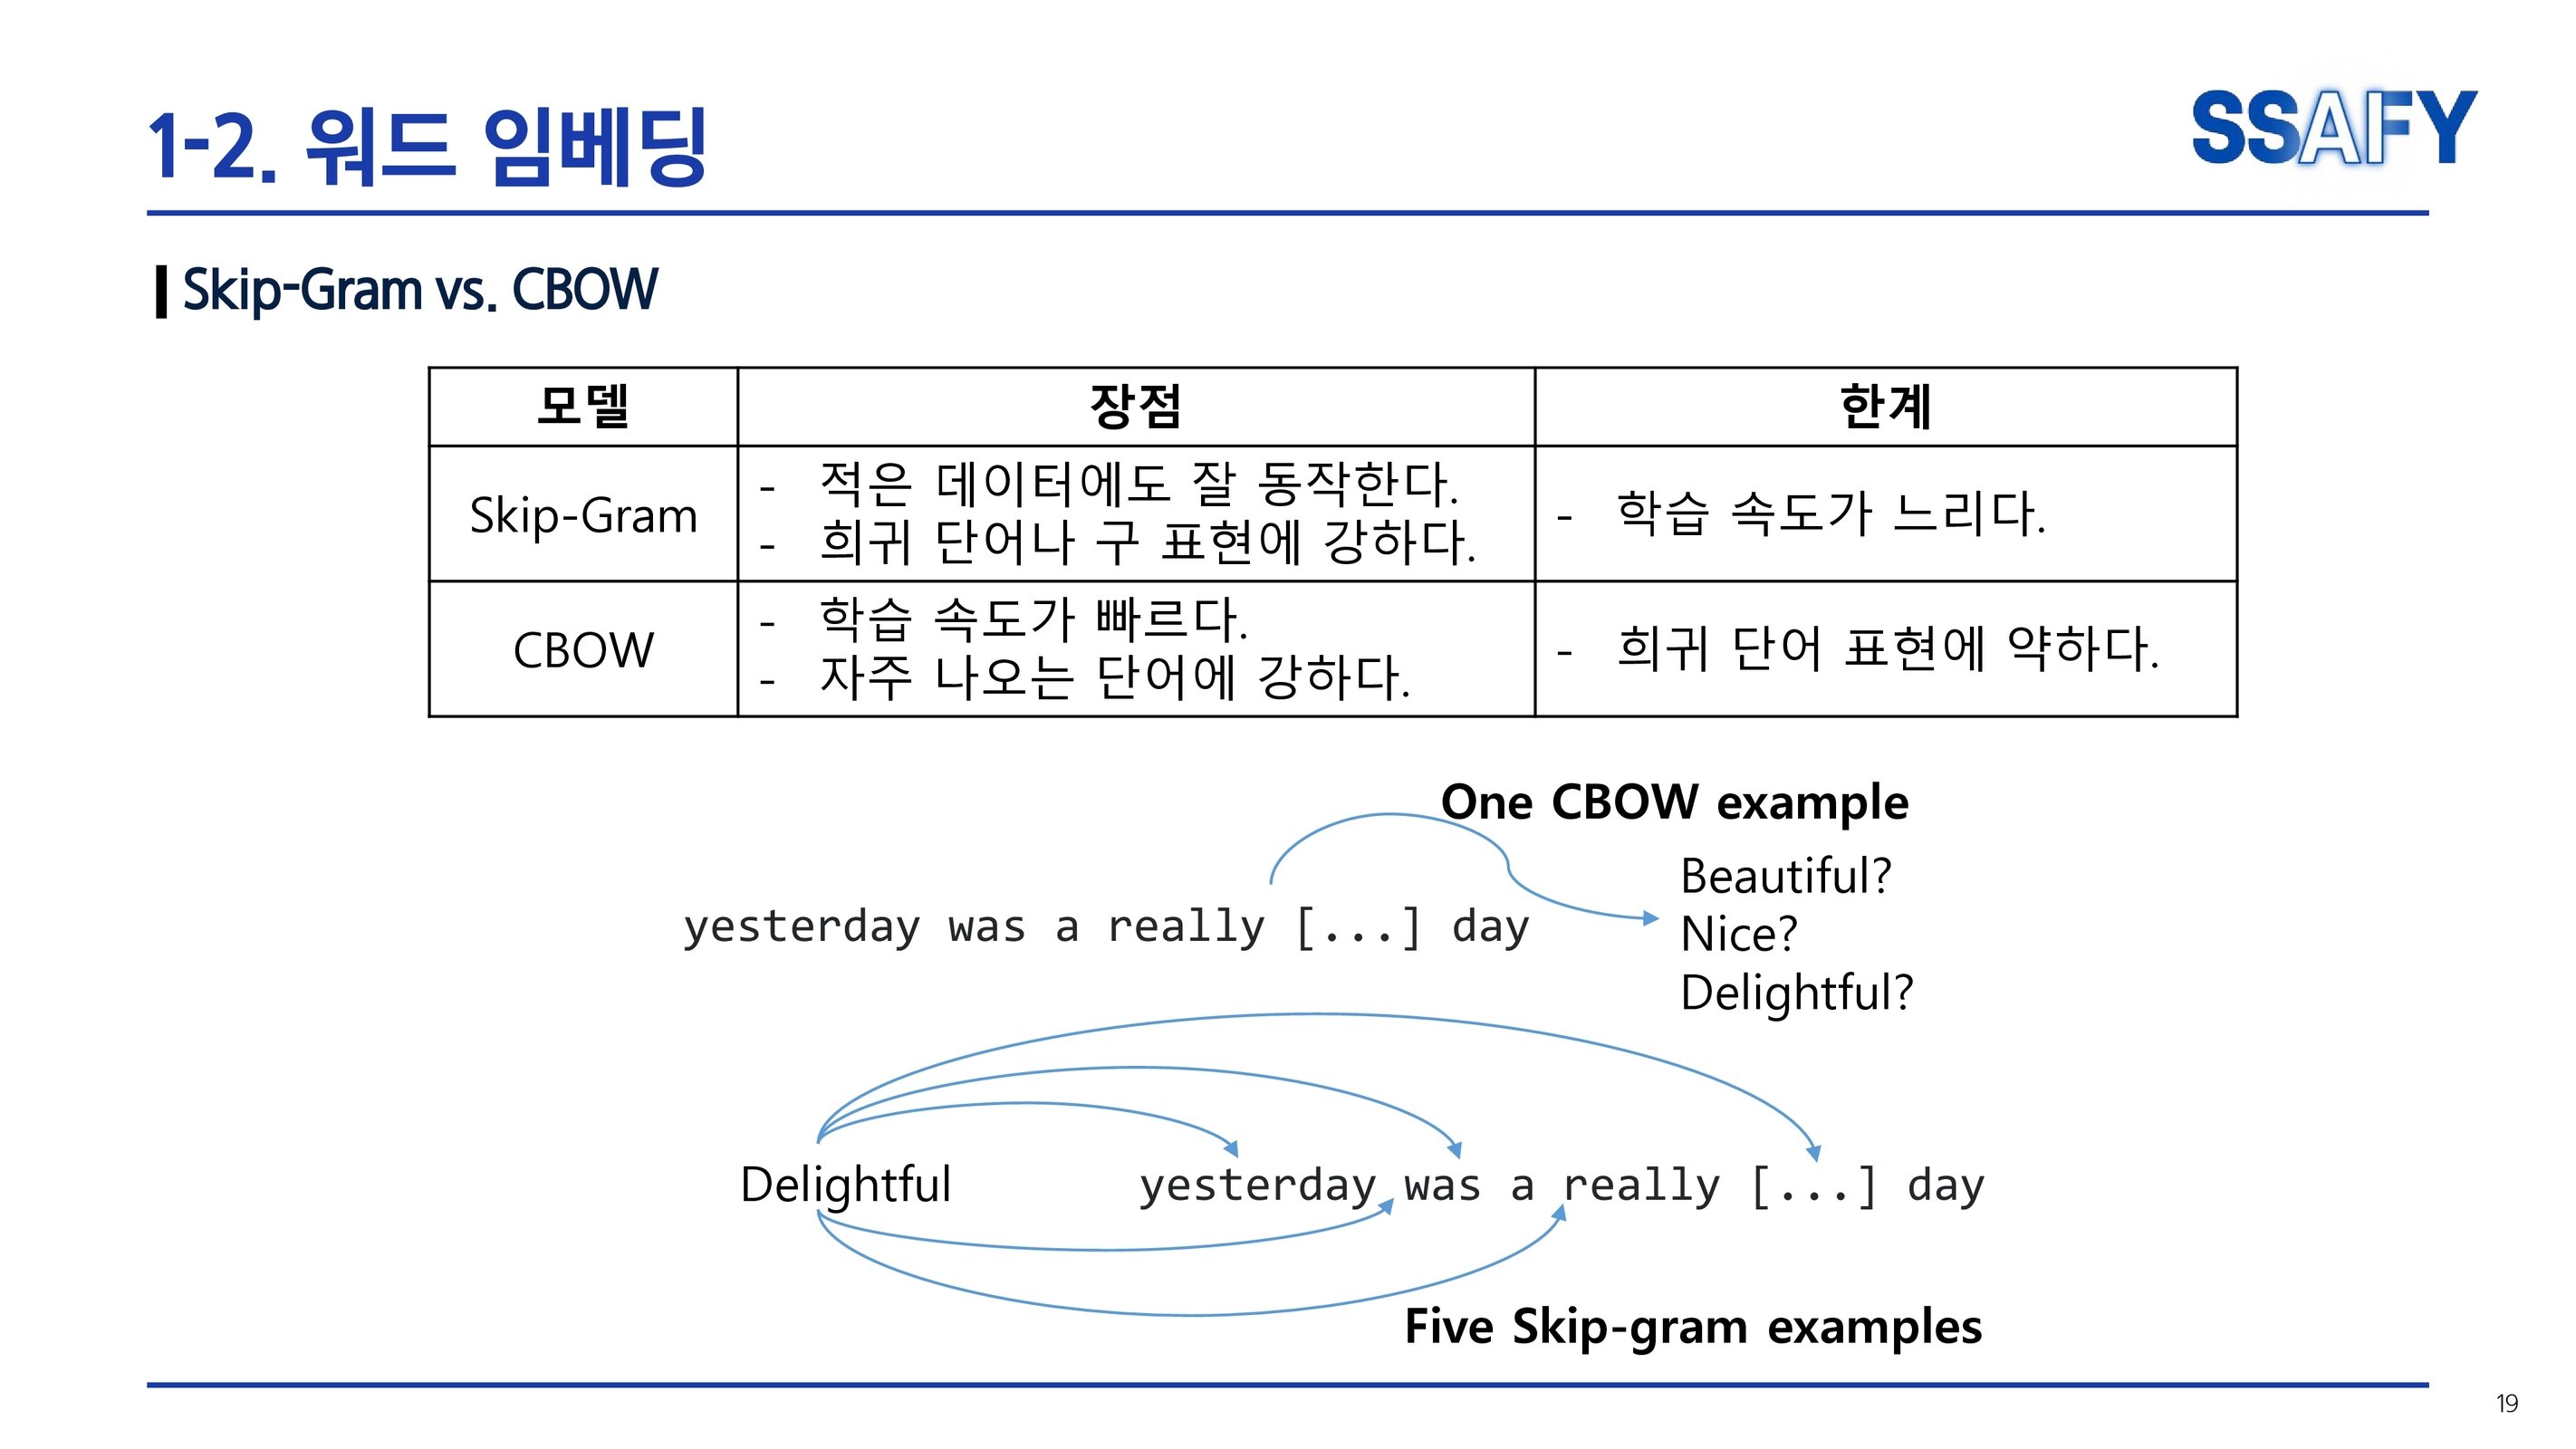 1-2. 워드 임베딩
SSAFY
Skip-Gram vs. CBOW
모델 장점 한계
Skip-Gram
- 적은 데이터에도 잘 동작한다.
- 희귀 단어나 구 표현에 강하다.
- 학습 속도가 느리다.
CBOW
- 학습 속도가 빠르다.
- 자주 나오는 단어에 강하다.
- 희귀 단어 표현에 약하다.
One CBOW example
yesterday was a really [...] day
Beautiful?
Nice?
Delightful?
Delightful
yesterday was a really [...] day
Five Skip-gram examples
19